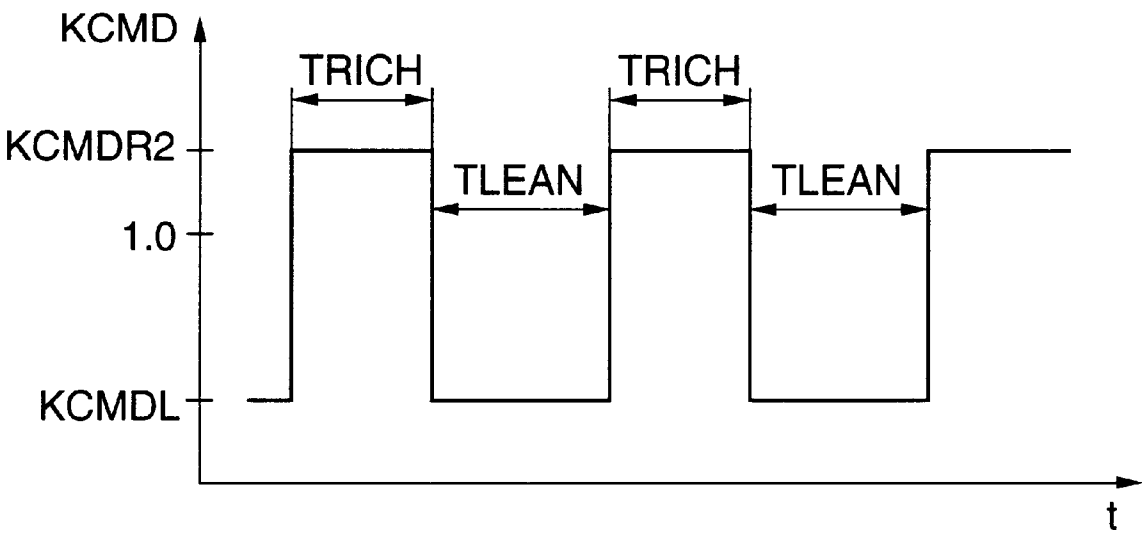 KCMD
TRICH
TRICH
KCMDR2
TLEAN
TLEAN
1.0
KCMDL
t